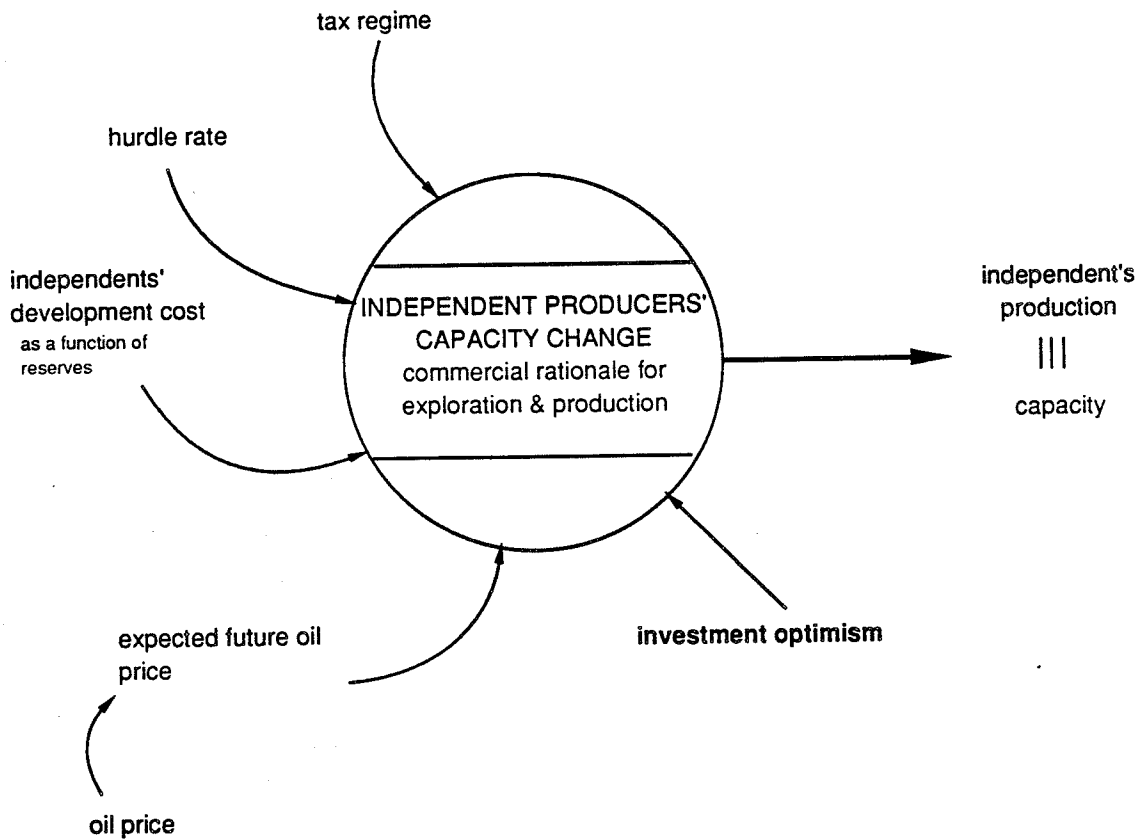 tax regime
hurdle rate
independents'
development cost
as a function of
reserves
INDEPENDENT PRODUCERS'
CAPACITY CHANGE
commercial rationale for
exploration & production
independent's
production
|||
capacity
expected future oil
price
investment optimism
oil price